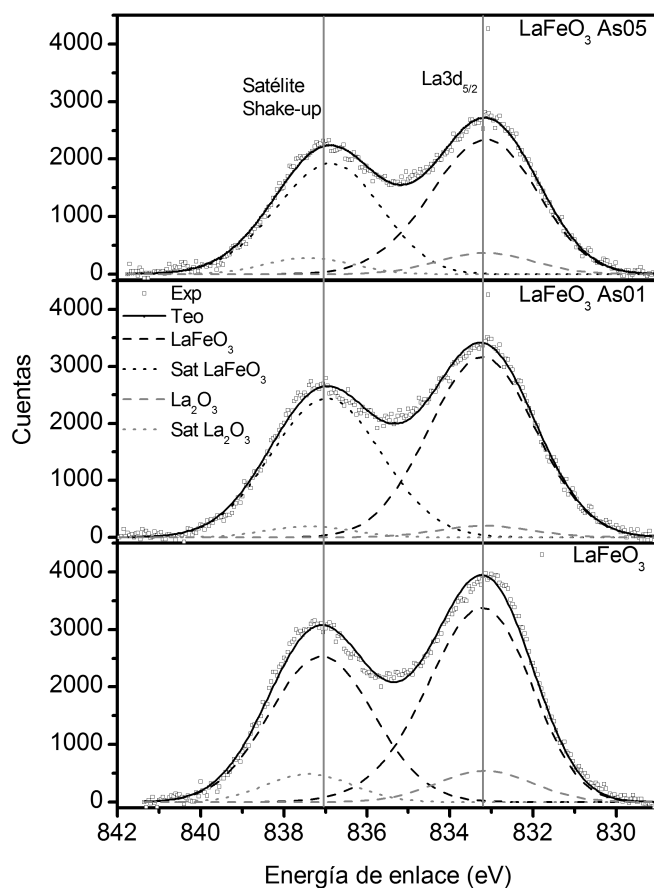 LaFeO₃ As05
4000
3000
2000
1000
0
Satélite
Shake-up
La3d₅/₂
LaFeO₃ As01
4000
3000
2000
1000
0
Exp
Teo
LaFeO₃
Sat LaFeO₃
La₂O₃
Sat La₂O₃
Cuentas
LaFeO₃
4000
3000
2000
1000
0
842 840 838 836 834 832 830
Energía de enlace (eV)